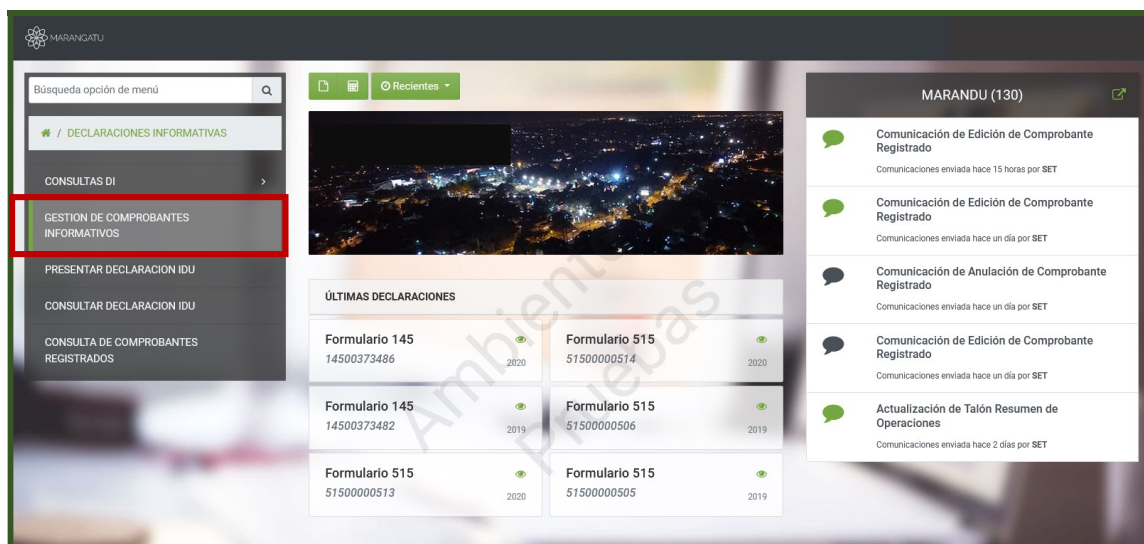 MARANGATU
Búsqueda opción de menú
/ DECLARACIONES INFORMATIVAS
CONSULTAS DI
GESTION DE COMPROBANTES
INFORMATIVOS
PRESENTAR DECLARACION IDU
CONSULTAR DECLARACION IDU
CONSULTA DE COMPROBANTES
REGISTRADOS
Recientes
ÚLTIMAS DECLARACIONES
Formulario 145
14500373486
2020
Formulario 515
51500000514
2020
Formulario 145
14500373482
2019
Formulario 515
51500000506
2019
Formulario 515
51500000513
2020
Formulario 515
51500000505
2019
Ambiente
Pruebas
MARANDU (130)
Comunicación de Edición de Comprobante
Registrado
Comunicaciones enviada hace 15 horas por SET
Comunicación de Edición de Comprobante
Registrado
Comunicaciones enviada hace un día por SET
Comunicación de Anulación de Comprobante
Registrado
Comunicaciones enviada hace un día por SET
Comunicación de Edición de Comprobante
Registrado
Comunicaciones enviada hace un día por SET
Actualización de Talón Resumen de
Operaciones
Comunicaciones enviada hace 2 días por SET